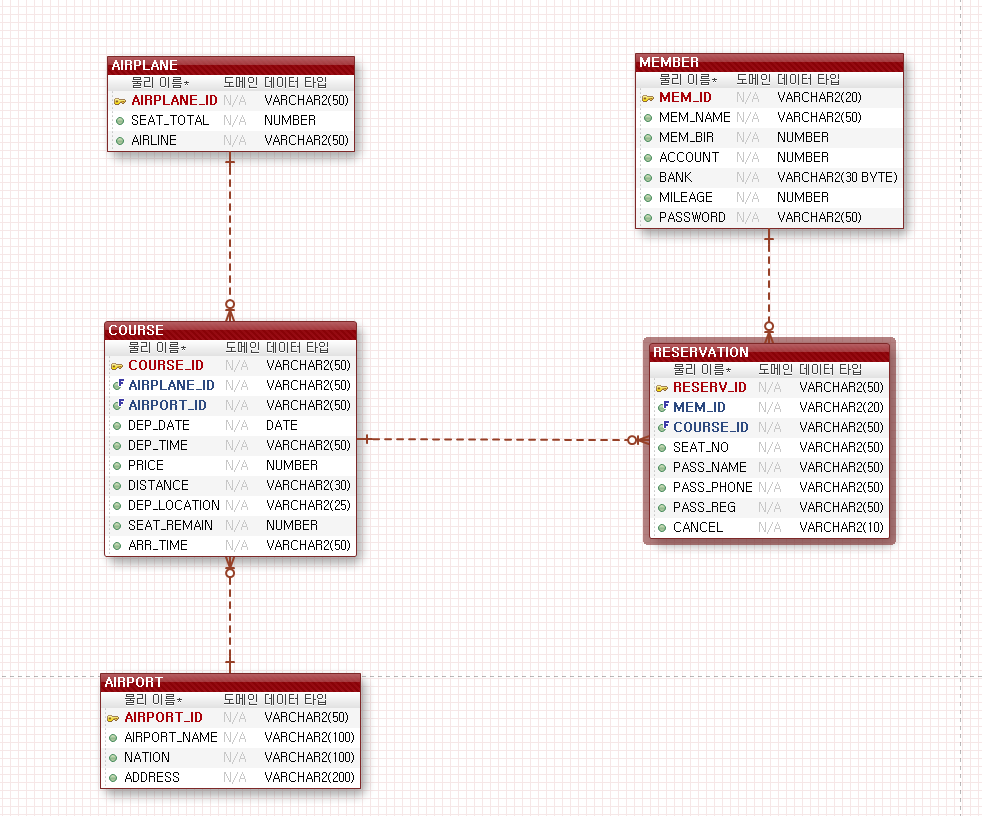 AIRPLANE
물리 이름* 도메인 데이터 타입
AIRPLANE_ID N/A VARCHAR2(50)
SEAT_TOTAL N/A NUMBER
AIRLINE N/A VARCHAR2(50)
MEMBER
물리 이름* 도메인 데이터 타입
MEM_ID N/A VARCHAR2(20)
MEM_NAME N/A VARCHAR2(50)
MEM_BIR N/A NUMBER
ACCOUNT N/A NUMBER
BANK N/A VARCHAR2(30 BYTE)
MILEAGE N/A NUMBER
PASSWORD N/A VARCHAR2(50)
COURSE
물리 이름* 도메인 데이터 타입
COURSE_ID N/A VARCHAR2(50)
F AIRPLANE_ID N/A VARCHAR2(50)
F AIRPORT_ID N/A VARCHAR2(50)
DEP_DATE N/A DATE
DEP_TIME N/A VARCHAR2(50)
PRICE N/A NUMBER
DISTANCE N/A VARCHAR2(30)
DEP_LOCATION N/A VARCHAR2(25)
SEAT_REMAIN N/A NUMBER
ARR_TIME N/A VARCHAR2(50)
RESERVATION
물리 이름* 도메인 데이터 타입
RESERV_ID N/A VARCHAR2(50)
F MEM_ID N/A VARCHAR2(20)
F COURSE_ID N/A VARCHAR2(50)
SEAT_NO N/A VARCHAR2(50)
PASS_NAME N/A VARCHAR2(50)
PASS_PHONE N/A VARCHAR2(50)
PASS_REG N/A VARCHAR2(50)
CANCEL N/A VARCHAR2(10)
AIRPORT
물리 이름* 도메인 데이터 타입
AIRPORT_ID N/A VARCHAR2(50)
AIRPORT_NAME N/A VARCHAR2(100)
NATION N/A VARCHAR2(100)
ADDRESS N/A VARCHAR2(200)